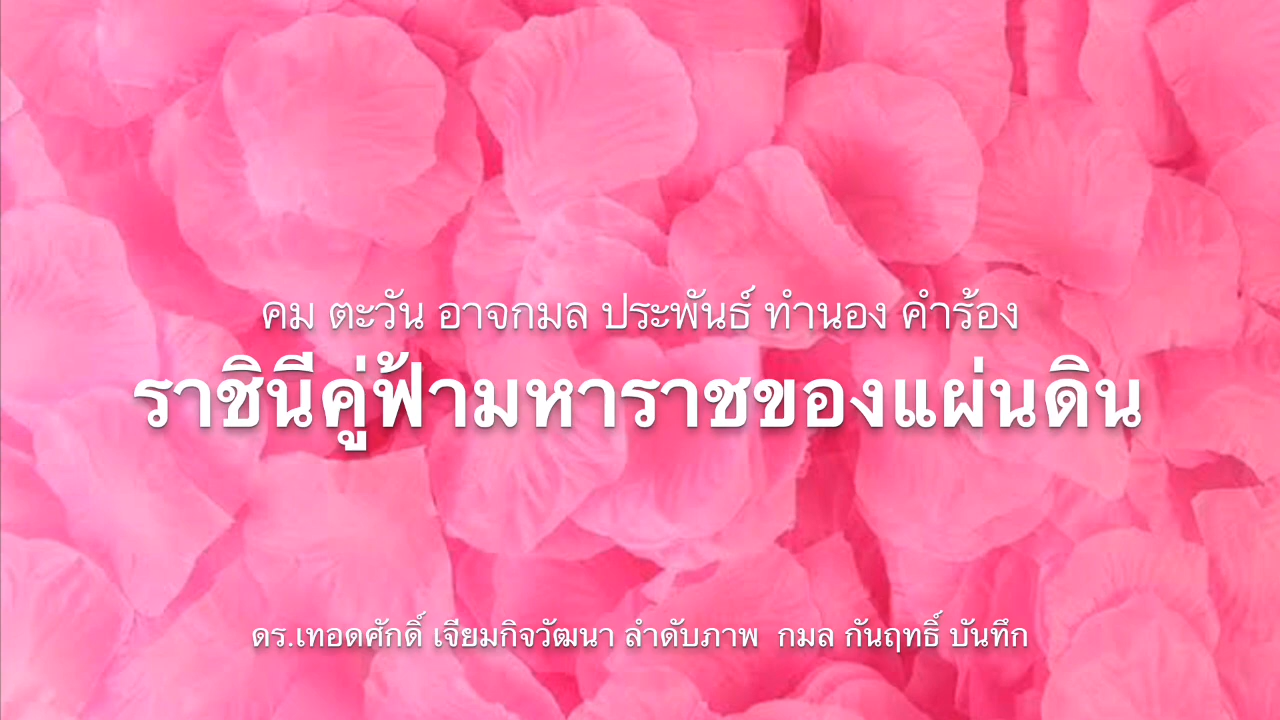 คม ตะวัน อาจกมล ประพันธ์ ทำนอง คำร้อง
ราชินีคู่ฟ้ามหาราชของแผ่นดิน
ดร.เทอดศักดิ์ เจียมกิจวัฒนา ลำดับภาพ  กมล กันฤทธิ์ บันทึก